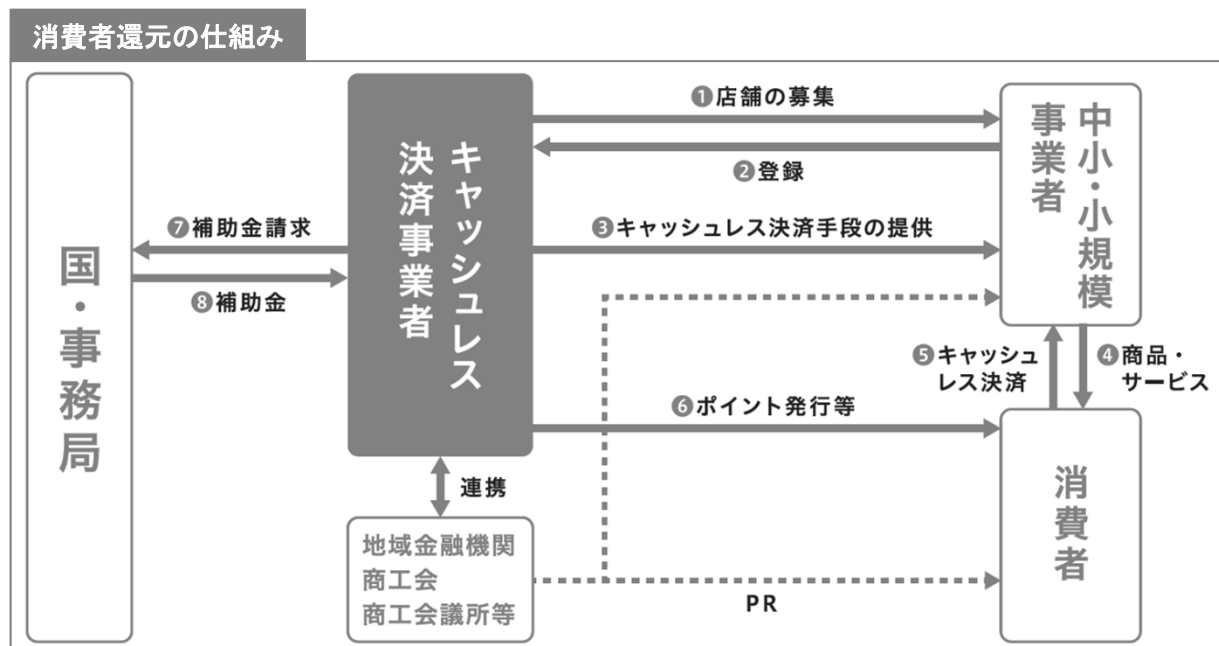 消費者還元の仕組み
国・事務局
❼補助金請求
❽補助金
キャッシュレス
決済事業者
❶店舗の募集
❷登録
❸キャッシュレス決済手段の提供
中小・小規模
事業者
❺キャッシュ
レス決済
❹商品・
サービス
❻ポイント発行等
消費者
連携
地域金融機関
商工会
商工会議所等
PR